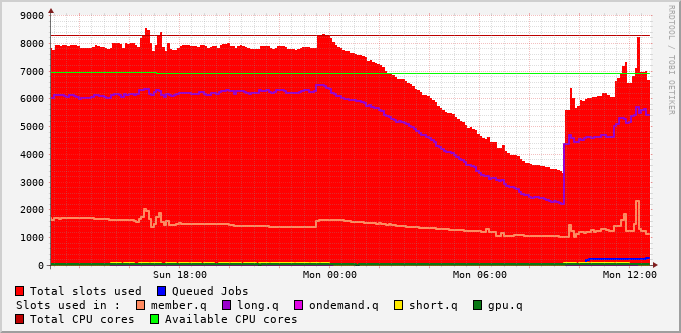 9000
8000
7000
6000
5000
4000
3000
2000
1000
0
Sun 18:00 Mon 00:00 Mon 06:00 Mon 12:00
RRDTOOL / TOBI OETIKER
Total slots used Queued Jobs
Slots used in : member.q long.q ondemand.q short.q gpu.q
Total CPU cores Available CPU cores